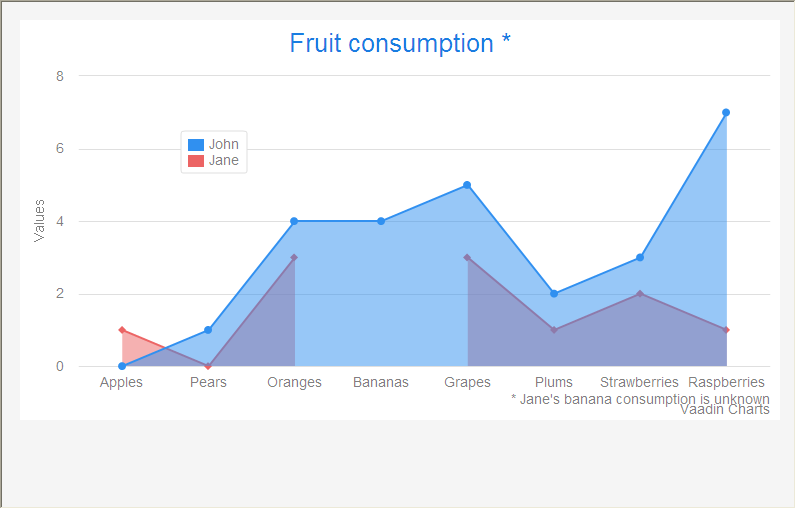 Fruit consumption *
8
John
6
Jane
Values
4
2
0
Apples Pears Oranges Bananas Grapes Plums Strawberries Raspberries
* Jane's banana consumption is unknown
Vaadin Charts